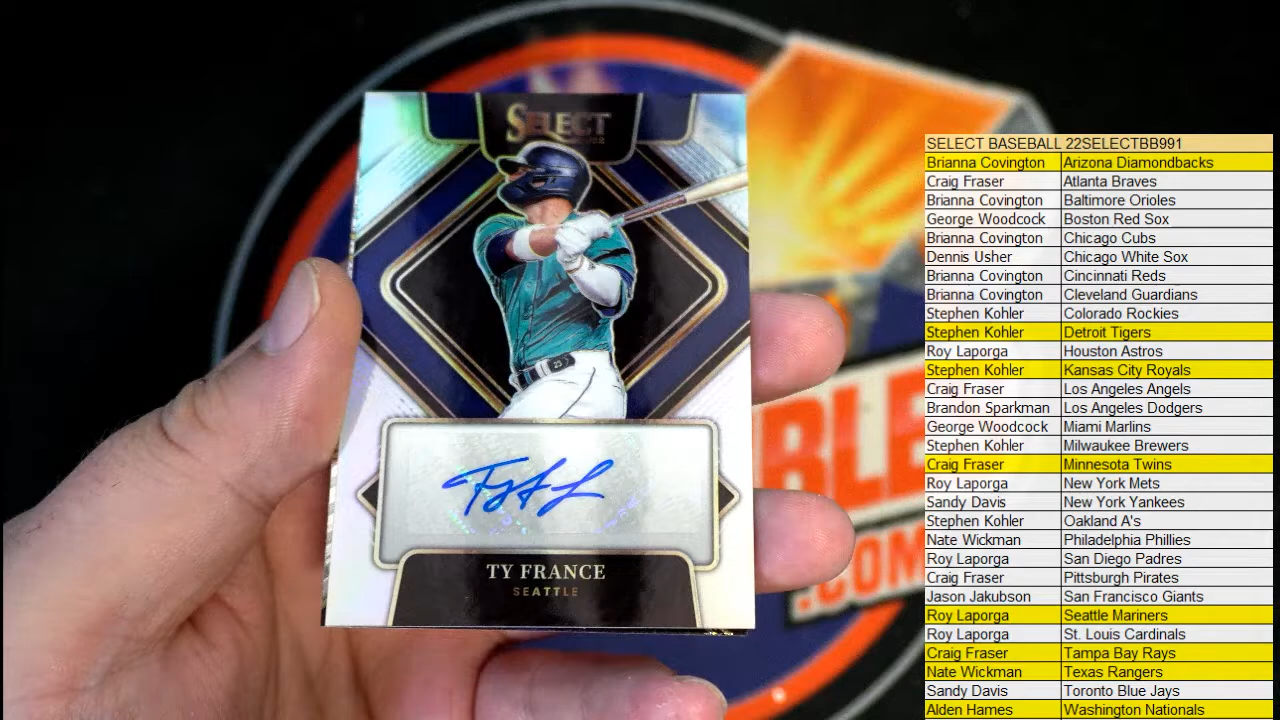 SELECT
TY FRANCE
SEATTLE
BLE
.COM
SELECT BASEBALL 22SELECTBB991
Brianna Covington Arizona Diamondbacks
Craig Fraser Atlanta Braves
Brianna Covington Baltimore Orioles
George Woodcock Boston Red Sox
Brianna Covington Chicago Cubs
Dennis Usher Chicago White Sox
Brianna Covington Cincinnati Reds
Brianna Covington Cleveland Guardians
Stephen Kohler Colorado Rockies
Stephen Kohler Detroit Tigers
Roy Laporga Houston Astros
Stephen Kohler Kansas City Royals
Craig Fraser Los Angeles Angels
Brandon Sparkman Los Angeles Dodgers
George Woodcock Miami Marlins
Stephen Kohler Milwaukee Brewers
Craig Fraser Minnesota Twins
Roy Laporga New York Mets
Sandy Davis New York Yankees
Stephen Kohler Oakland A's
Nate Wickman Philadelphia Phillies
Roy Laporga San Diego Padres
Craig Fraser Pittsburgh Pirates
Jason Jakubson San Francisco Giants
Roy Laporga Seattle Mariners
Roy Laporga St. Louis Cardinals
Craig Fraser Tampa Bay Rays
Nate Wickman Texas Rangers
Sandy Davis Toronto Blue Jays
Alden Hames Washington Nationals